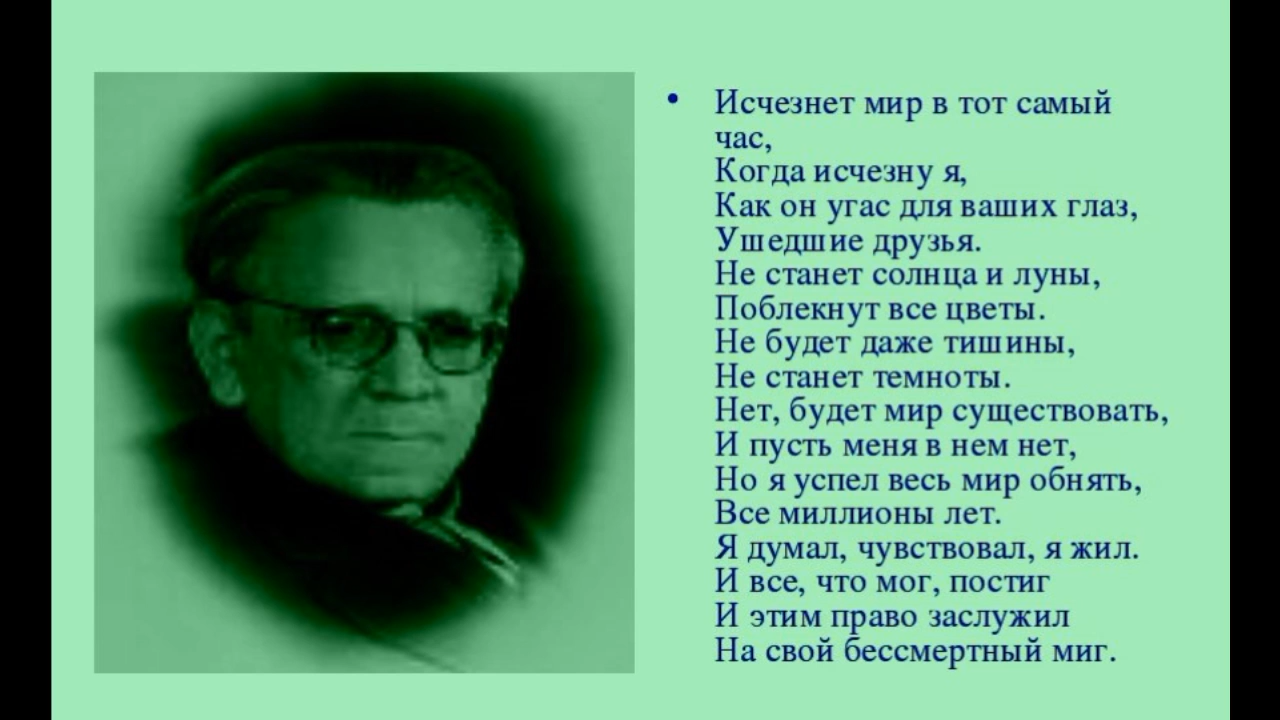 • Исчезнет мир в тот самый
час,
Когда исчезну я,
Как он угас для ваших глаз,
Ушедшие друзья.
Не станет солнца и луны,
Поблекнут все цветы.
Не будет даже тишины,
Не станет темноты.
Нет, будет мир существовать,
И пусть меня в нем нет,
Но я успел весь мир обнять,
Все миллионы лет.
Я думал, чувствовал, я жил.
И все, что мог, постиг
И этим право заслужил
На свой бессмертный миг.